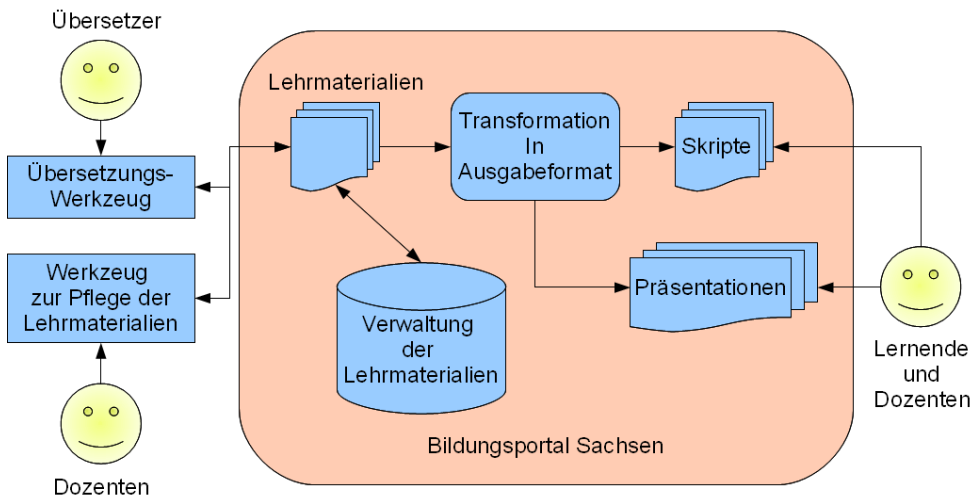 Übersetzer
Übersetzungs-
Werkzeug
Werkzeug
zur Pflege der
Lehrmaterialien
Dozenten
Lehrmaterialien
Transformation
In
Ausgabeformat
Skripte
Präsentationen
Verwaltung
der
Lehrmaterialien
Bildungsportal Sachsen
Lernende
und
Dozenten